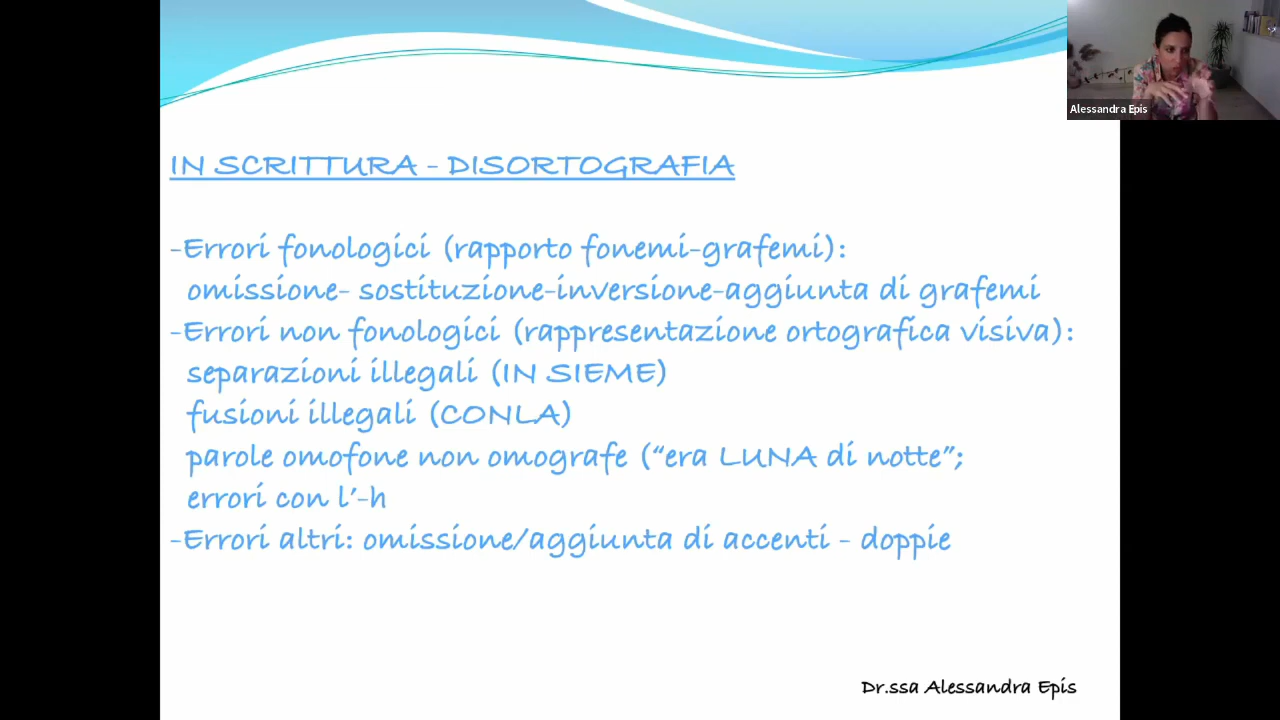 Alessandra Epis
IN SCRITTURA - DISORTOGRAFIA
-Errori fonologici (rapporto fonemi-grafemi):
omissione- sostituzione-inversione-aggiunta di grafemi
-Errori non fonologici (rappresentazione ortografica visiva):
separazioni illegali (IN SIEME)
fusioni illegali (CONLA)
parole omofone non omografe (“era LUNA di notte”;
errori con l’-h
-Errori altri: omissione/aggiunta di accenti - doppie
Dr.ssa Alessandra Epis